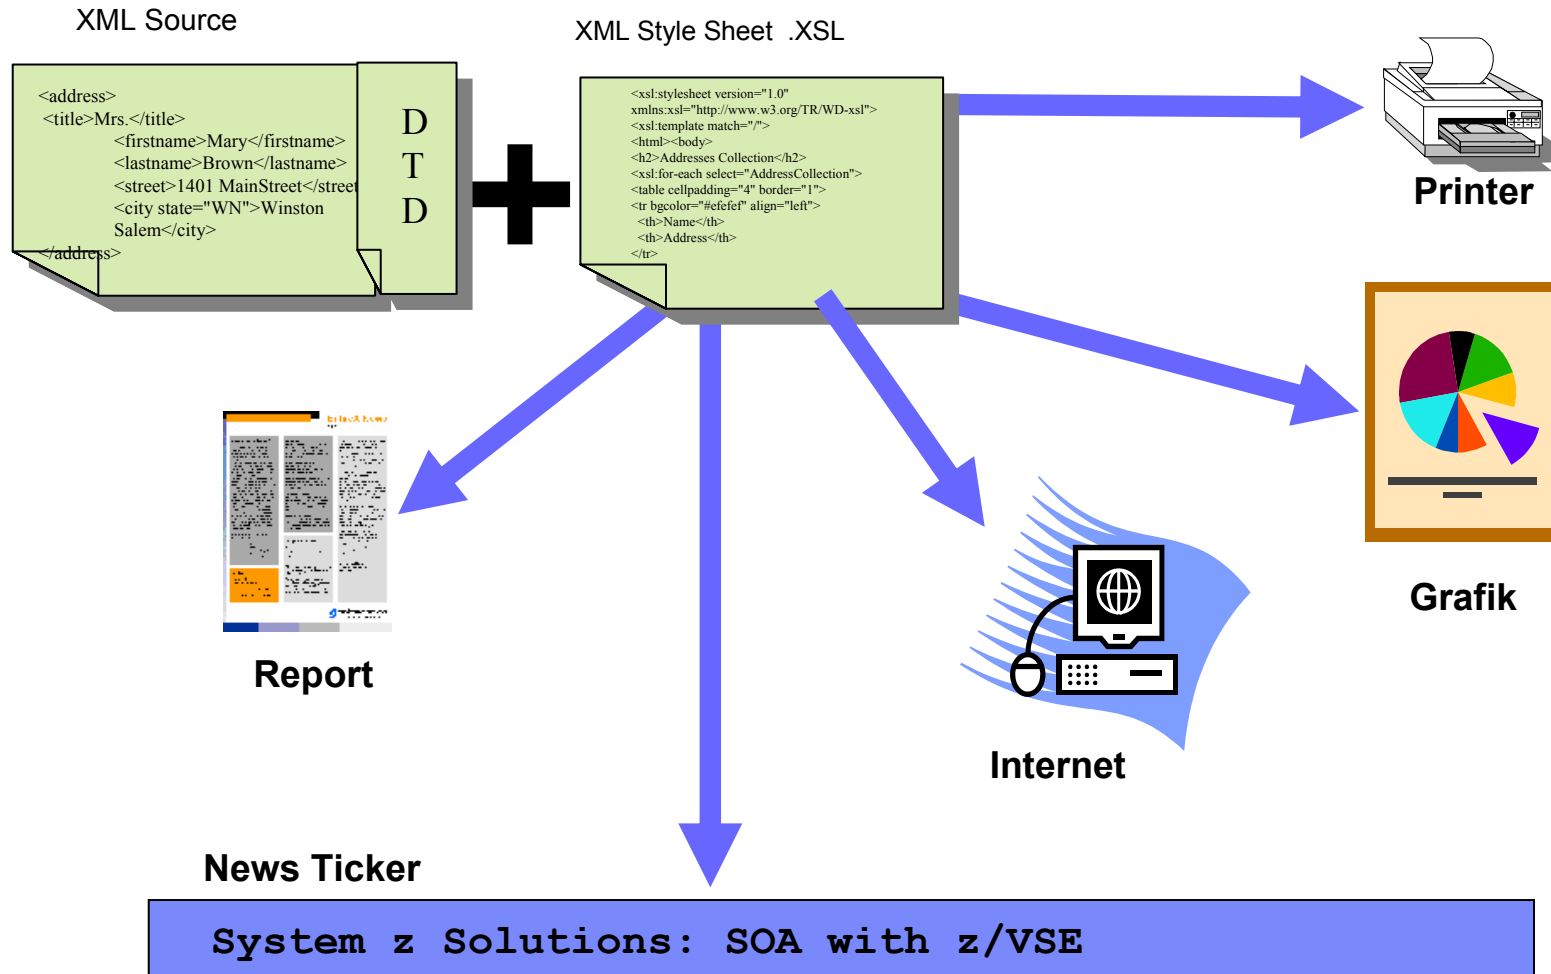 XML Source
XML Style Sheet .XSL
<address>
<title>Mrs.</title>
<firstname>Mary</firstname>
<lastname>Brown</lastname>
<street>1401 MainStreet</street
<city state="WN">Winston
Salem</city>
</address>
D
T
D
<xsl:stylesheet version="1.0"
xmlns:xsl="http://www.w3.org/TR/WD-xsl">
<xsl:template match="/">
<html><body>
<h2>Addresses Collection</h2>
<xsl:for-each select="AddressCollection">
<table cellpadding="4" border="1">
<tr bgcolor="#efefef" align="left">
<th>Name</th>
<th>Address</th>
</tr>
Printer
Grafik
Report
Internet
News Ticker
System z Solutions: SOA with z/VSE